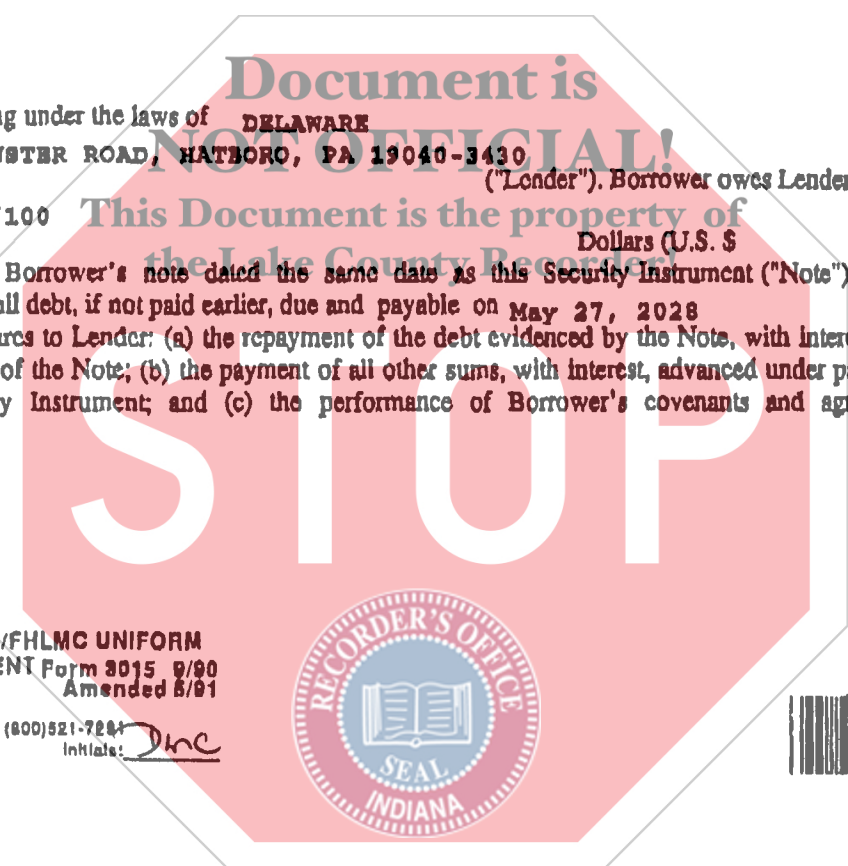 Document is
ng under the laws of DELAWARE
NOT OFFICIAL!
NSTER ROAD, HATBORO, PA 19040-3430
("Lender"). Borrower owes Lender
/100
This Document is the property of
Dollars (U.S. $
the Lake County Recorder!
Borrower's note dated the same date as this Security Instrument ("Note")
ll debt, if not paid earlier, due and payable on May 27, 2028
ures to Lender: (a) the repayment of the debt evidenced by the Note, with inter
of the Note; (b) the payment of all other sums, with interest, advanced under p
y Instrument; and (c) the performance of Borrower's covenants and ag
STOP
/FHLMC UNIFORM
ENT Form 3015 9/90
Amended 5/91
(800)521-7291
Initials: DMC
RECORDER'S OFFICE
SEAL
INDIANA